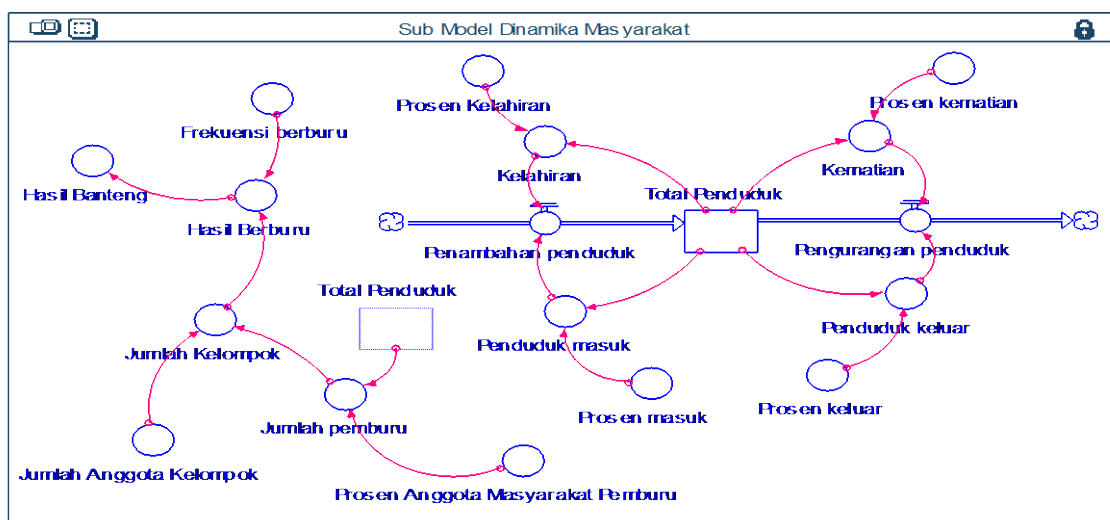 Sub Model Dinamika Masyarakat
Prosen Kelahiran
Prosen kematian
Frekuensi berburu
Kelahiran
Kematian
Hasil Banteng
Total Penduduk
Hasil Berburu
Penambahan penduduk
Pengurangan penduduk
Total Penduduk
Jumlah Kelompok
Penduduk masuk
Penduduk keluar
Jumlah pemburu
Prosen masuk
Prosen keluar
Jumlah Anggota Kelompok
Prosen Anggota Masyarakat Pemburu